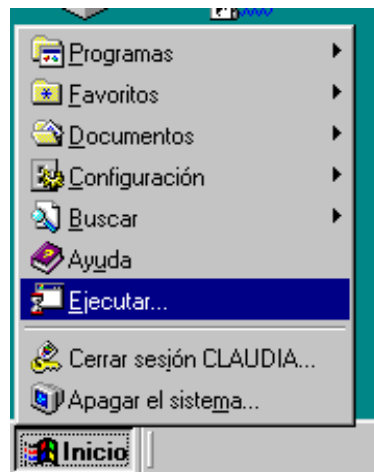 Programas
Favoritos
Documentos
Configuración
Buscar
Ayuda
Ejecutar...
Cerrar sesión CLAUDIA...
Apagar el sistema...
Inicio